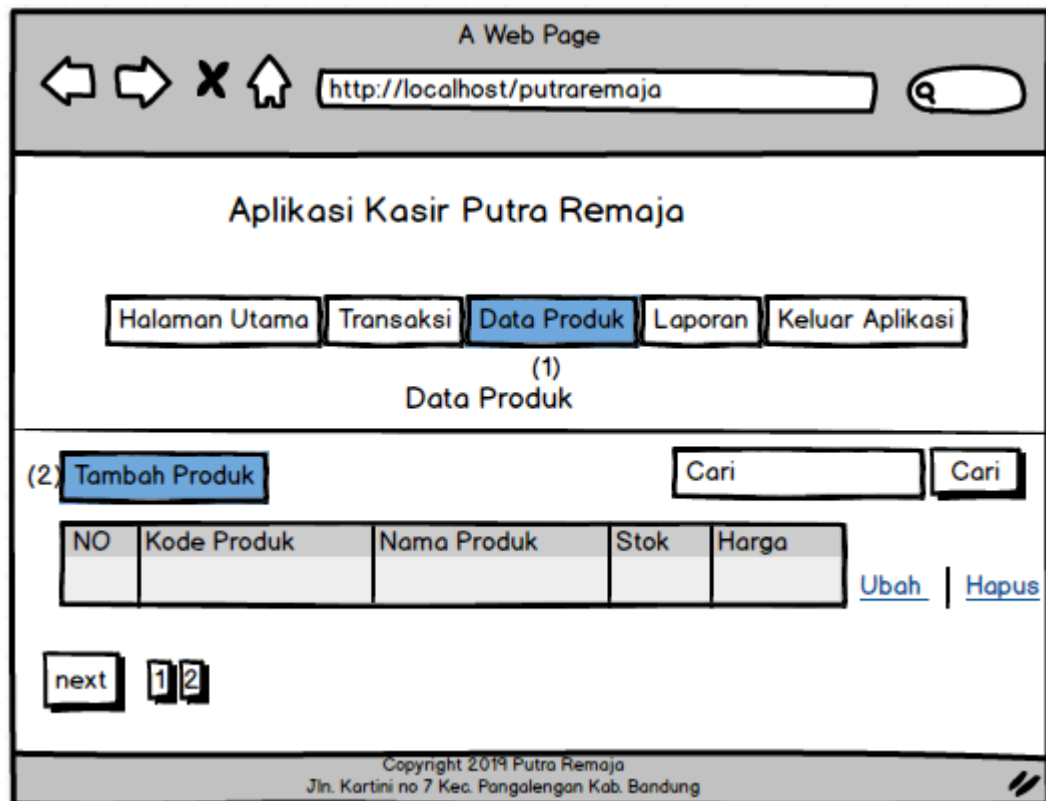 A Web Page
http://localhost/putraremaja
Aplikasi Kasir Putra Remaja
Halaman Utama Transaksi Data Produk Laporan Keluar Aplikasi
(1)
Data Produk
(2) Tambah Produk Cari Cari
NO Kode Produk Nama Produk Stok Harga
Ubah | Hapus
next 1 2
Copyright 2019 Putra Remaja
Jln. Kartini no 7 Kec. Pangalengan Kab. Bandung